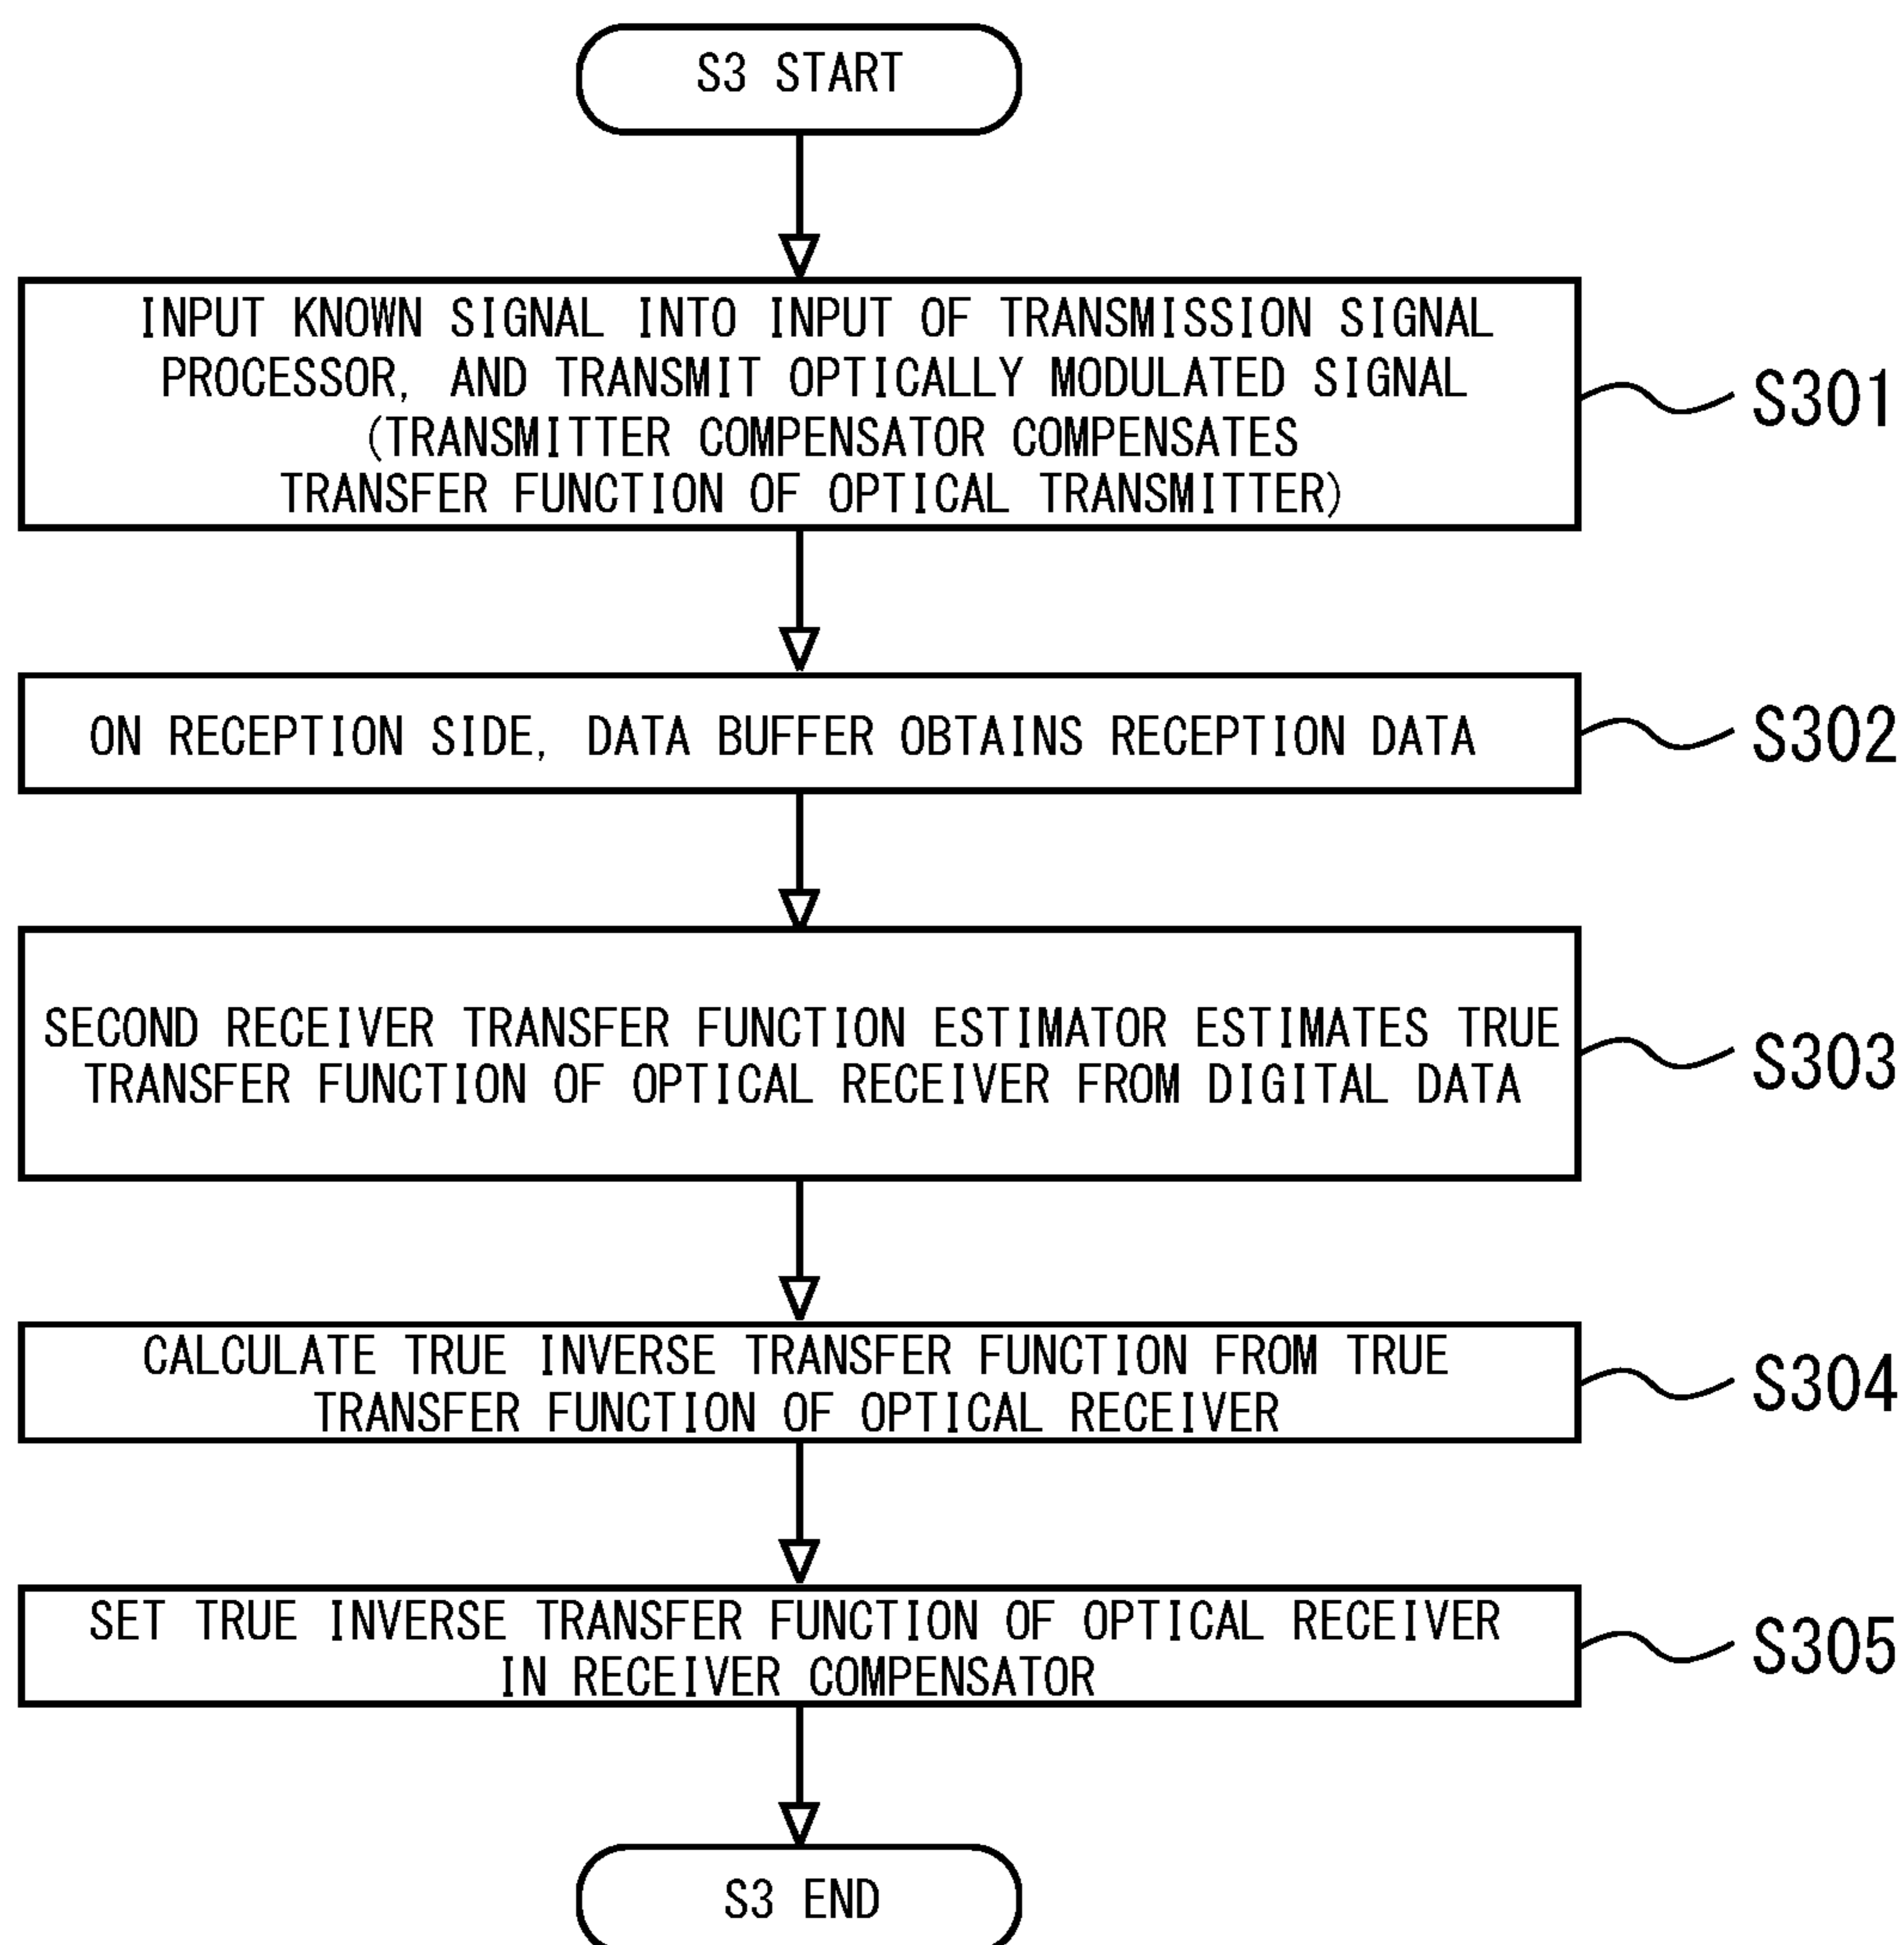 S3 START
INPUT KNOWN SIGNAL INTO INPUT OF TRANSMISSION SIGNAL
PROCESSOR, AND TRANSMIT OPTICALLY MODULATED SIGNAL
(TRANSMITTER COMPENSATOR COMPENSATES
TRANSFER FUNCTION OF OPTICAL TRANSMITTER)
S301
ON RECEPTION SIDE, DATA BUFFER OBTAINS RECEPTION DATA
S302
SECOND RECEIVER TRANSFER FUNCTION ESTIMATOR ESTIMATES TRUE
TRANSFER FUNCTION OF OPTICAL RECEIVER FROM DIGITAL DATA
S303
CALCULATE TRUE INVERSE TRANSFER FUNCTION FROM TRUE
TRANSFER FUNCTION OF OPTICAL RECEIVER
S304
SET TRUE INVERSE TRANSFER FUNCTION OF OPTICAL RECEIVER
IN RECEIVER COMPENSATOR
S305
S3 END